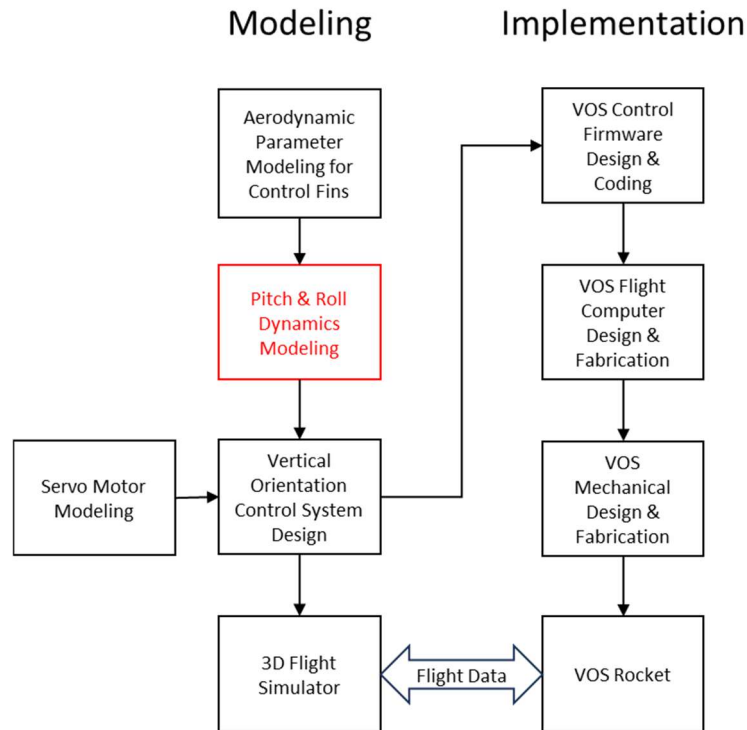 Modeling
Implementation
Aerodynamic
Parameter
Modeling for
Control Fins
Pitch & Roll
Dynamics
Modeling
Servo Motor
Modeling
Vertical
Orientation
Control System
Design
3D Flight
Simulator
Flight Data
VOS Control
Firmware
Design &
Coding
VOS Flight
Computer
Design &
Fabrication
VOS
Mechanical
Design &
Fabrication
VOS Rocket